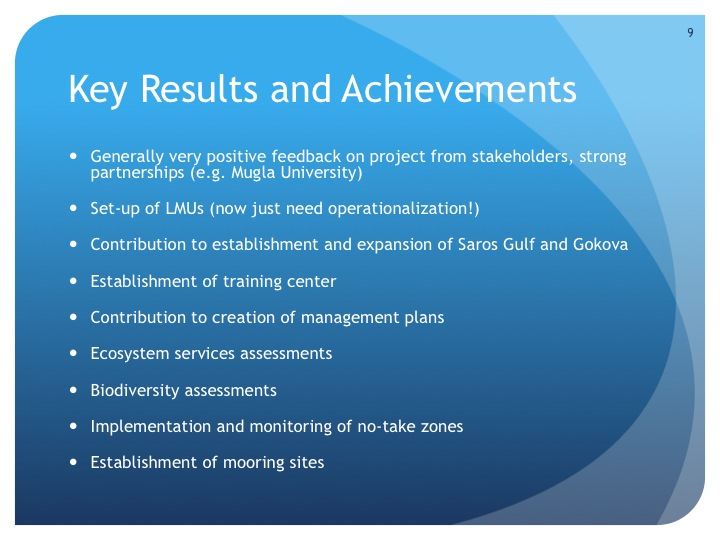 9
Key Results and Achievements
• Generally very positive feedback on project from stakeholders, strong
partnerships (e.g. Mugla University)
• Set-up of LMUs (now just need operationalization!)
• Contribution to establishment and expansion of Saros Gulf and Gokova
• Establishment of training center
• Contribution to creation of management plans
• Ecosystem services assessments
• Biodiversity assessments
• Implementation and monitoring of no-take zones
• Establishment of mooring sites